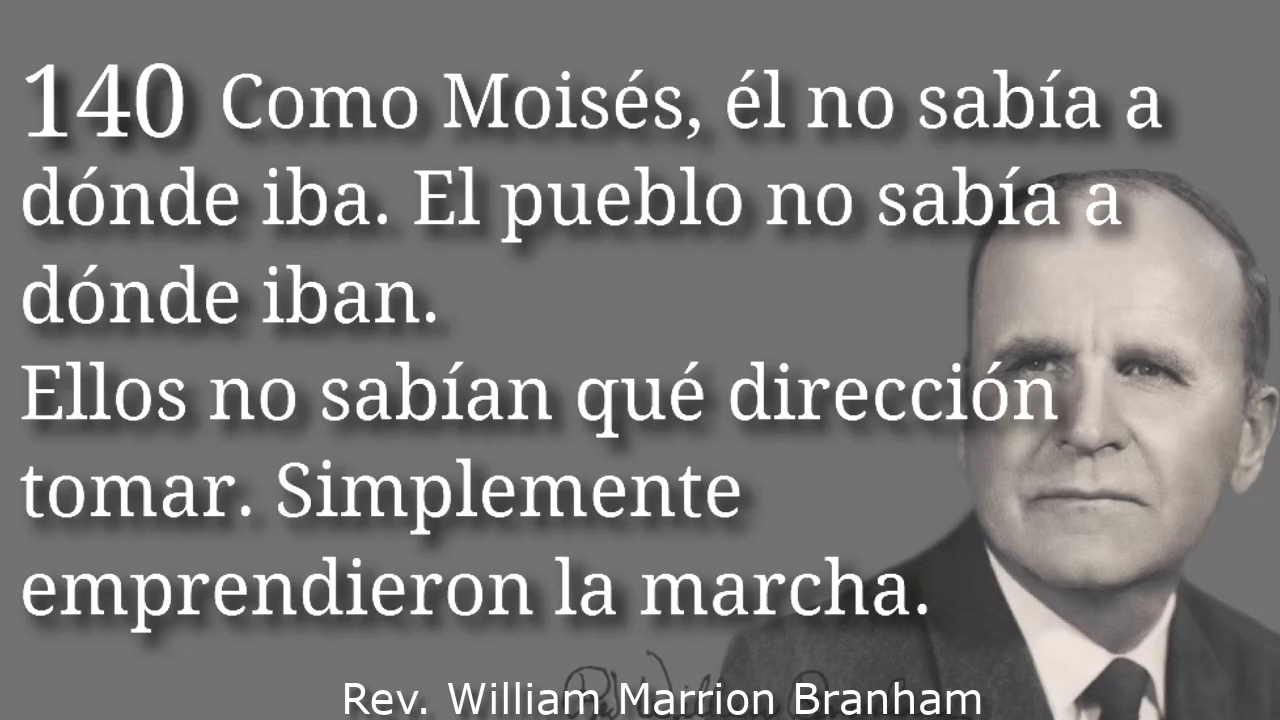 140 Como Moisés, él no sabía a
dónde iba. El pueblo no sabía a
dónde iban.
Ellos no sabían qué dirección
tomar. Simplemente
emprendieron la marcha.
Rev. William Marrion Branham